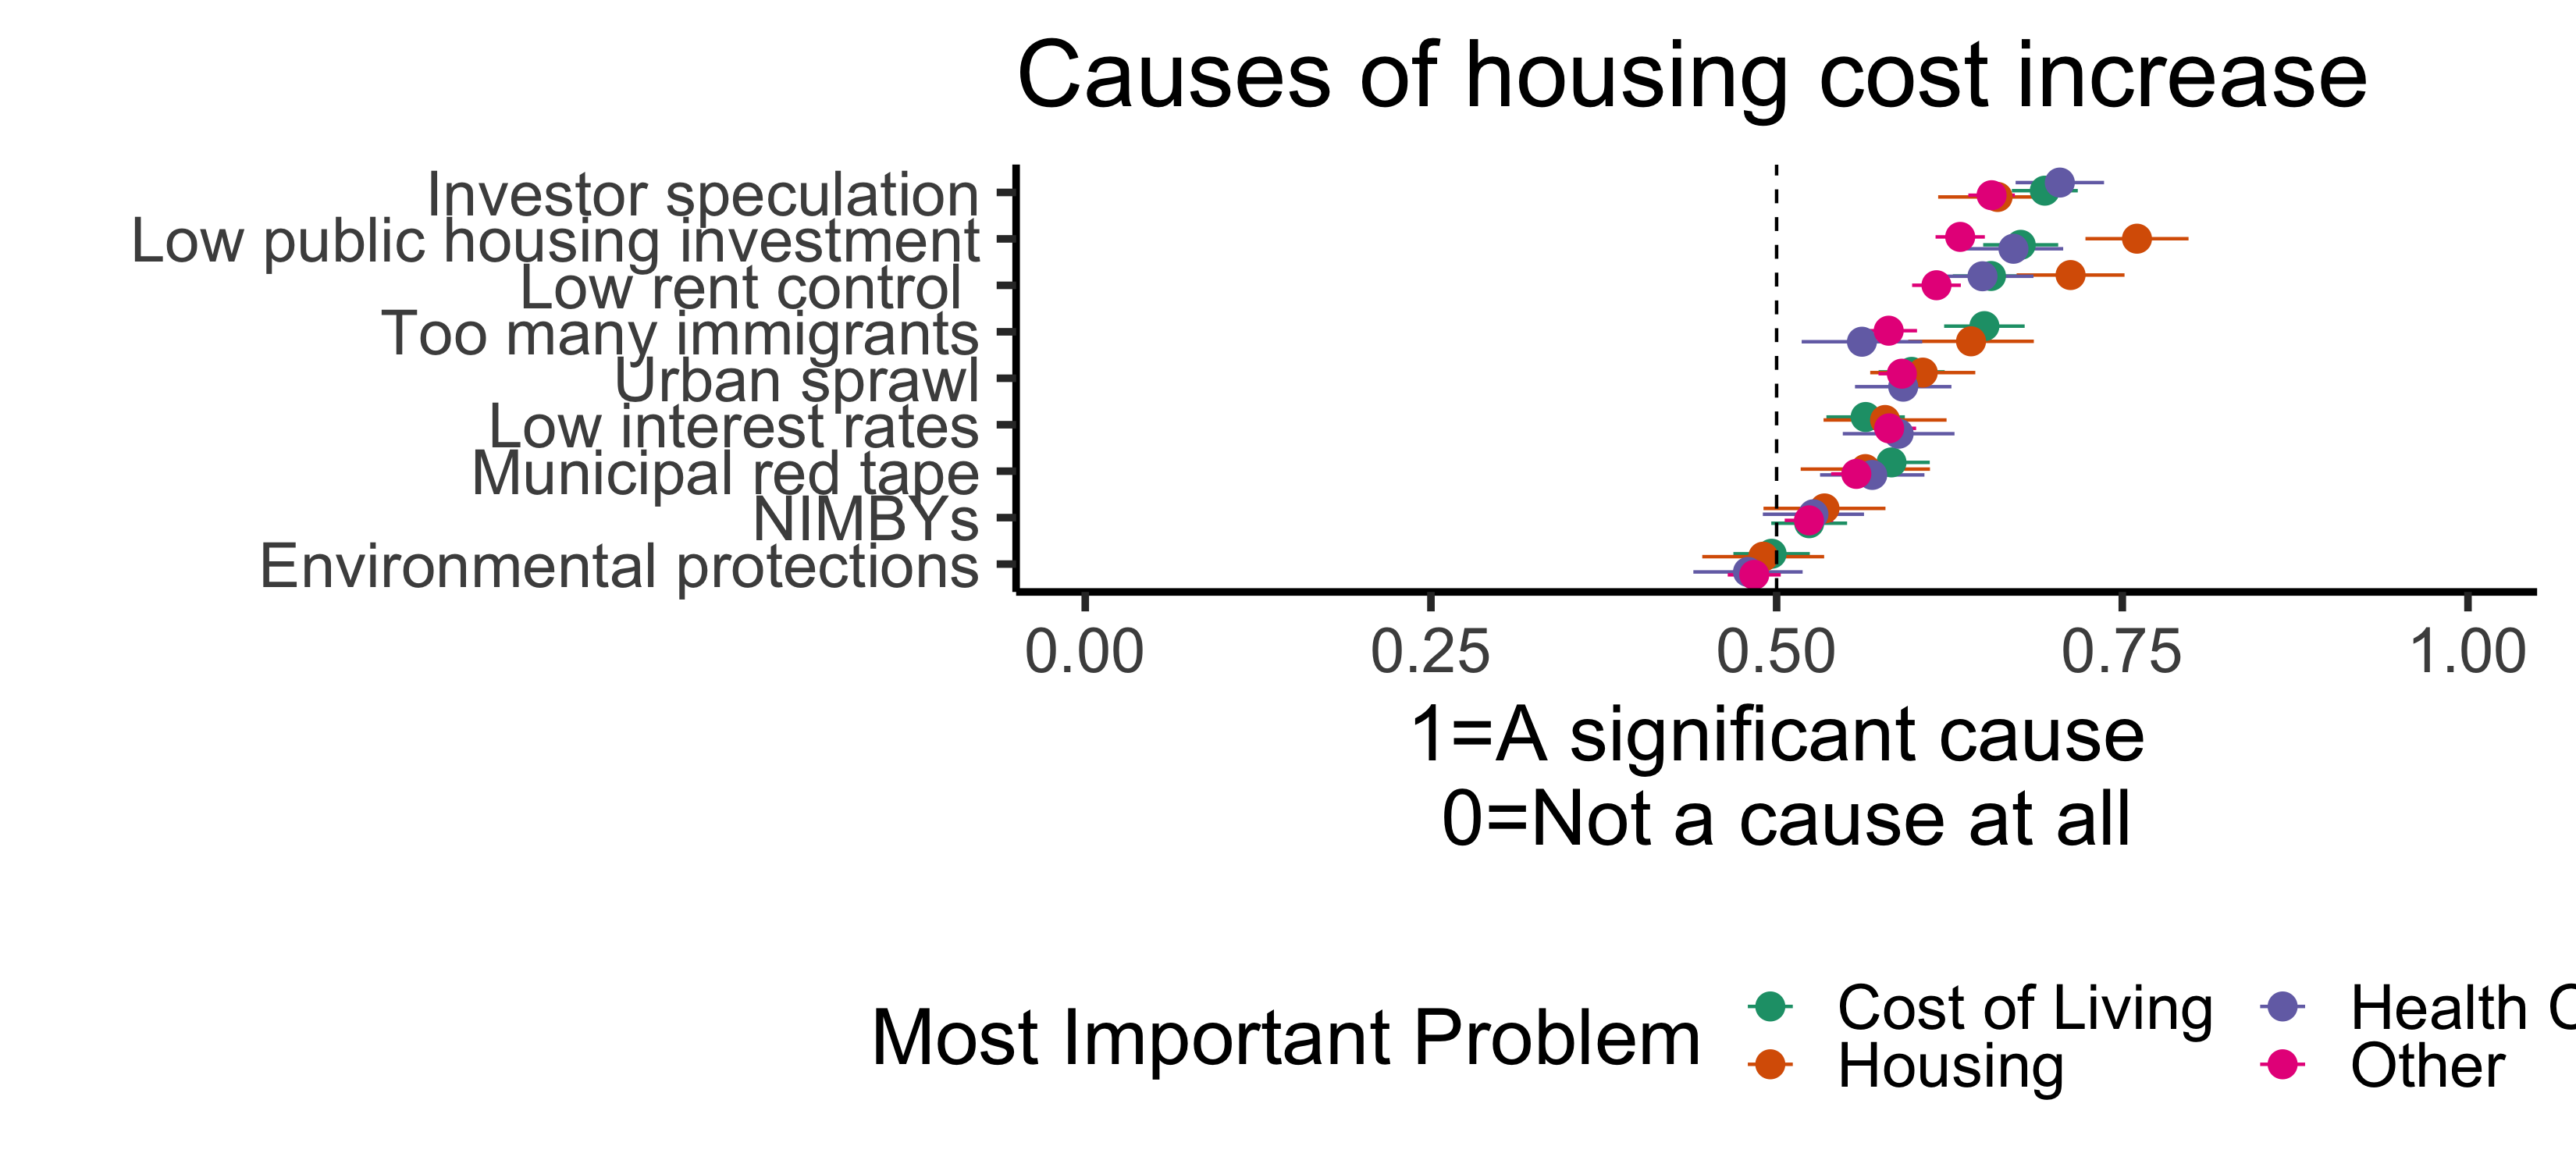 Causes of housing cost increase
Investor speculation
Low public housing investment
Low rent control
Too many immigrants
Urban sprawl
Low interest rates
Municipal red tape
NIMBYs
Environmental protections
0.00 0.25 0.50 0.75 1.00
1=A significant cause
0=Not a cause at all
Most Important Problem
Cost of Living Health
Housing Other